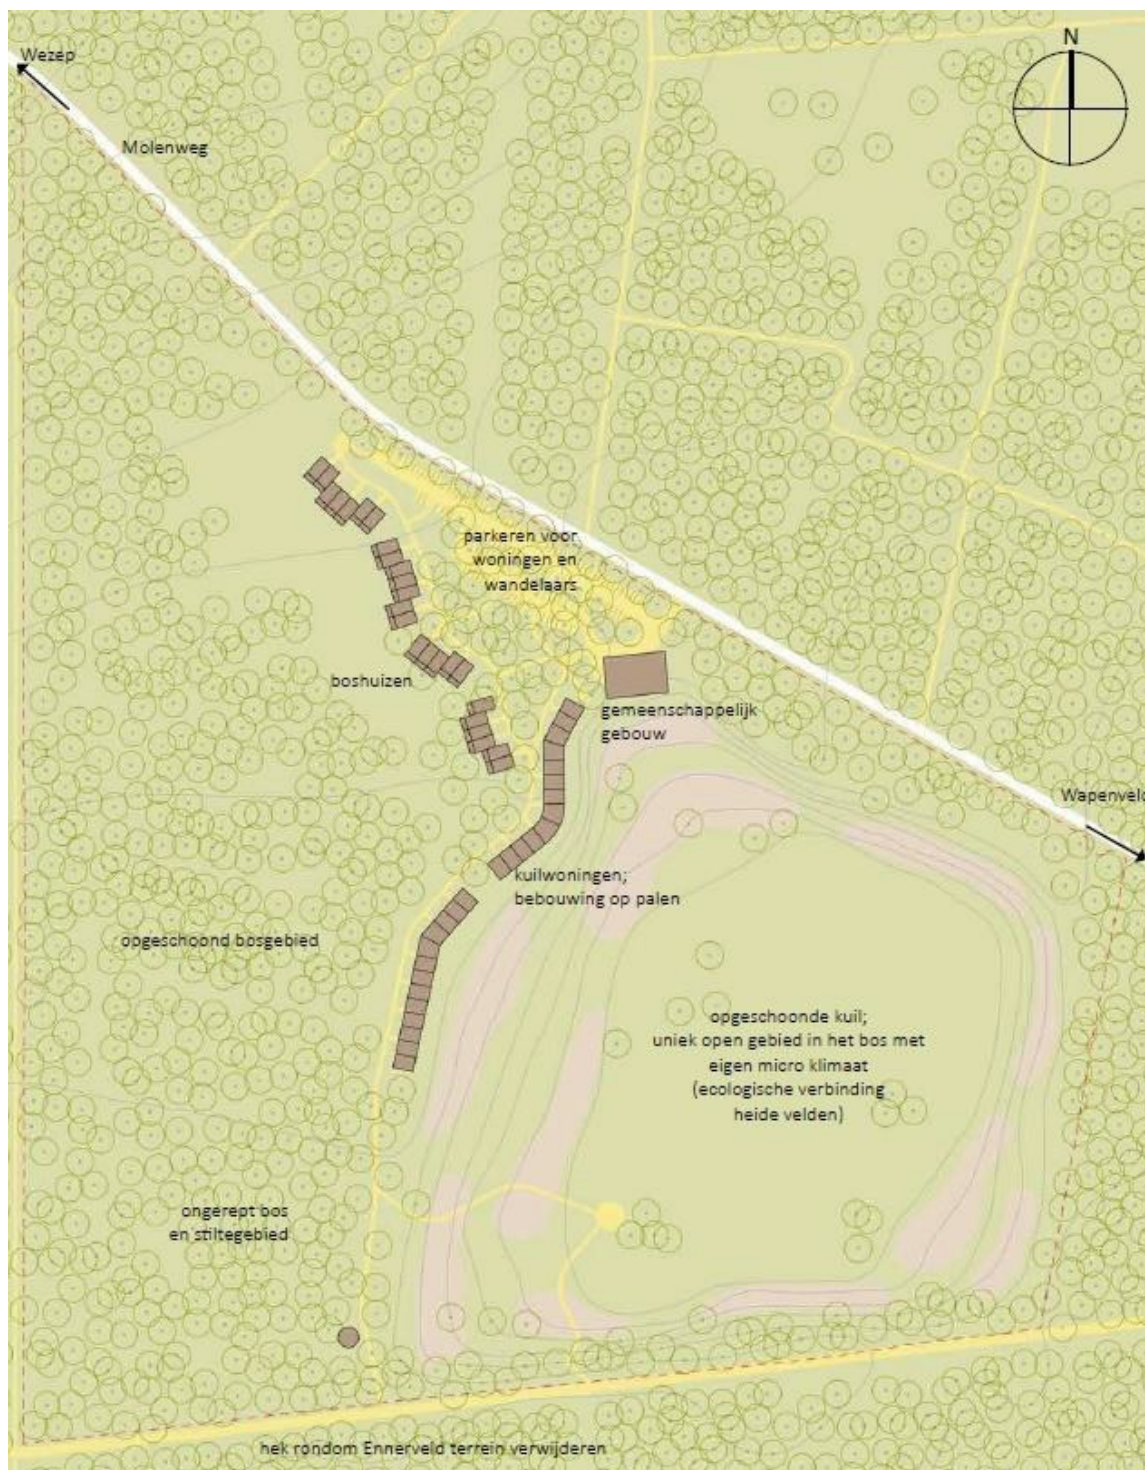 Wezep
N
Molenweg
parkeren voor
woningen en
wandelaars
boshuizen
gemeenschappelijk
gebouw
Wapenveld
kuilwoningen;
bebouwing op palen
opgeschoond bosgebied
opgeschoonde kuil;
uniek open gebied in het bos met
eigen micro klimaat
(ecologische verbinding
heide velden)
ongerept bos
en stiltegebied
hek rondom Ennerveld terrein verwijderen